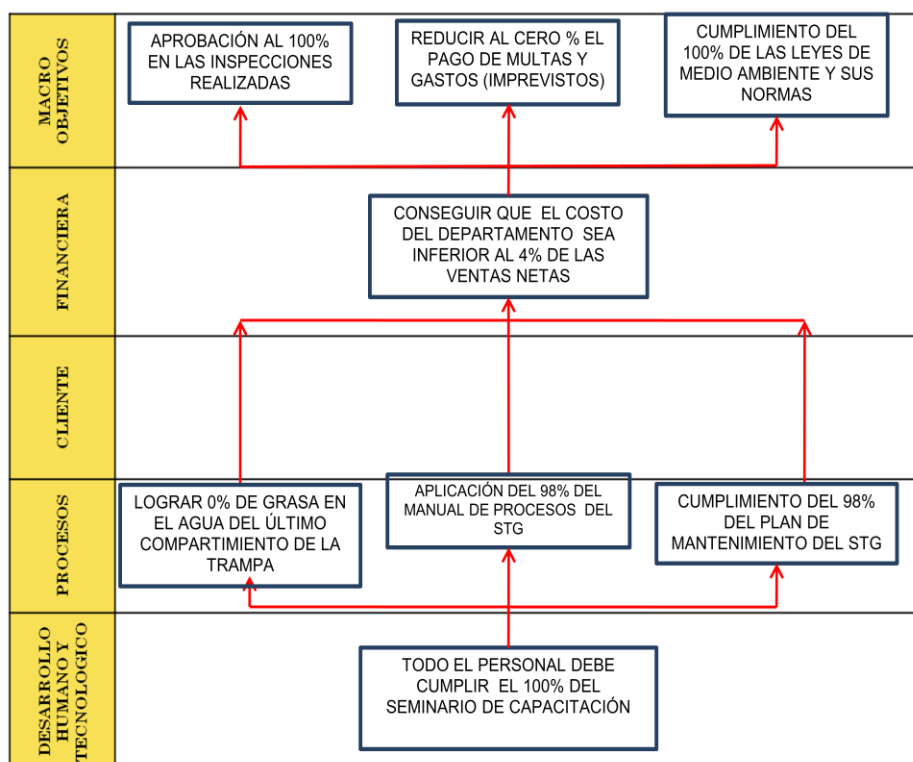 MACRO
OBJETIVOS
APROBACIÓN AL 100%
EN LAS INSPECCIONES
REALIZADAS
REDUCIR AL CERO % EL
PAGO DE MULTAS Y
GASTOS (IMPREVISTOS)
CUMPLIMIENTO DEL
100% DE LAS LEYES DE
MEDIO AMBIENTE Y SUS
NORMAS
FINANCIERA
CONSEGUIR QUE EL COSTO
DEL DEPARTAMENTO SEA
INFERIOR AL 4% DE LAS
VENTAS NETAS
CLIENTE
PROCESOS
LOGRAR 0% DE GRASA EN
EL AGUA DEL ÚLTIMO
COMPARTIMIENTO DE LA
TRAMPA
APLICACIÓN DEL 98% DEL
MANUAL DE PROCESOS DEL
STG
CUMPLIMIENTO DEL 98%
DEL PLAN DE
MANTENIMIENTO DEL STG
DESARROLLO
HUMANO Y
TECNOLOGICO
TODO EL PERSONAL DEBE
CUMPLIR EL 100% DEL
SEMINARIO DE CAPACITACIÓN